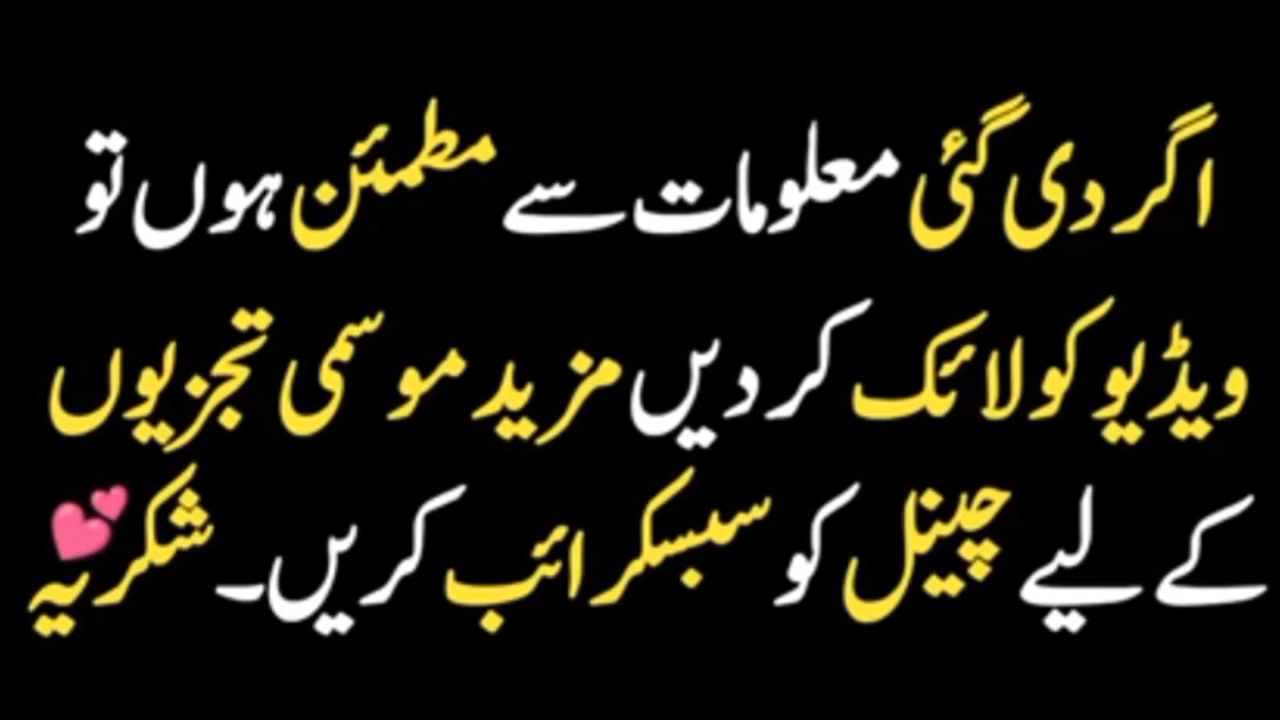 اگر دی گئی معلومات سے مطمئن ہوں تو
ویڈیو کو لائک کر دیں مزید موسمی تجزیوں
کے لیے چینل کو سبسکرائب کریں۔ شکریہ💕